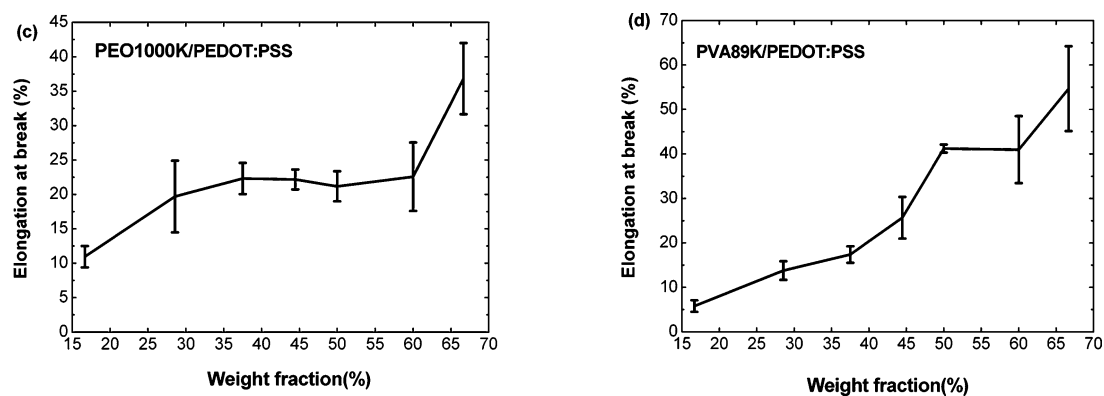 (c)
PEO1000K/PEDOT:PSS
Elongation at break (%)
45
40
35
30
25
20
15
10
5
0
15 20 25 30 35 40 45 50 55 60 65 70
Weight fraction(%)
(d)
PVA89K/PEDOT:PSS
Elongation at break (%)
70
60
50
40
30
20
10
0
15 20 25 30 35 40 45 50 55 60 65 70
Weight fraction(%)